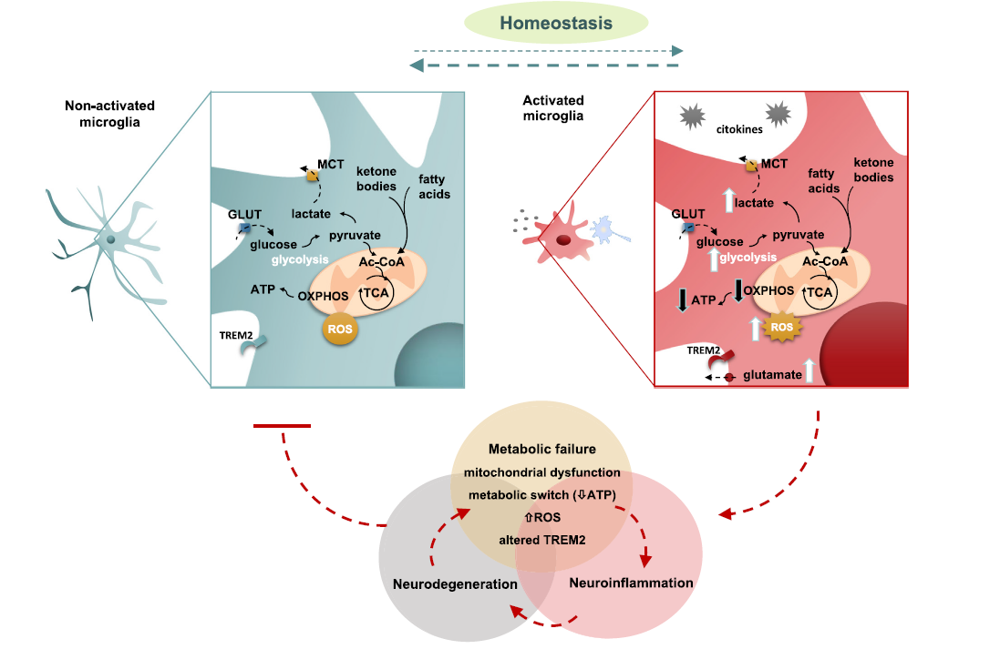 Homeostasis
Non-activated
microglia
MCT
ketone
bodies
fatty
acids
lactate
GLUT
pyruvate
glucose
glycolysis
Ac-CoA
ATP
OXPHOS
TCA
ROS
TREM2
Activated
microglia
citokines
MCT
ketone
bodies
fatty
acids
lactate
GLUT
pyruvate
glucose
glycolysis
Ac-CoA
ATP
OXPHOS
TCA
ROS
TREM2
glutamate
Metabolic failure
mitochondrial dysfunction
metabolic switch (⇩ATP)
⇧ROS
altered TREM2
Neurodegeneration
Neuroinflammation